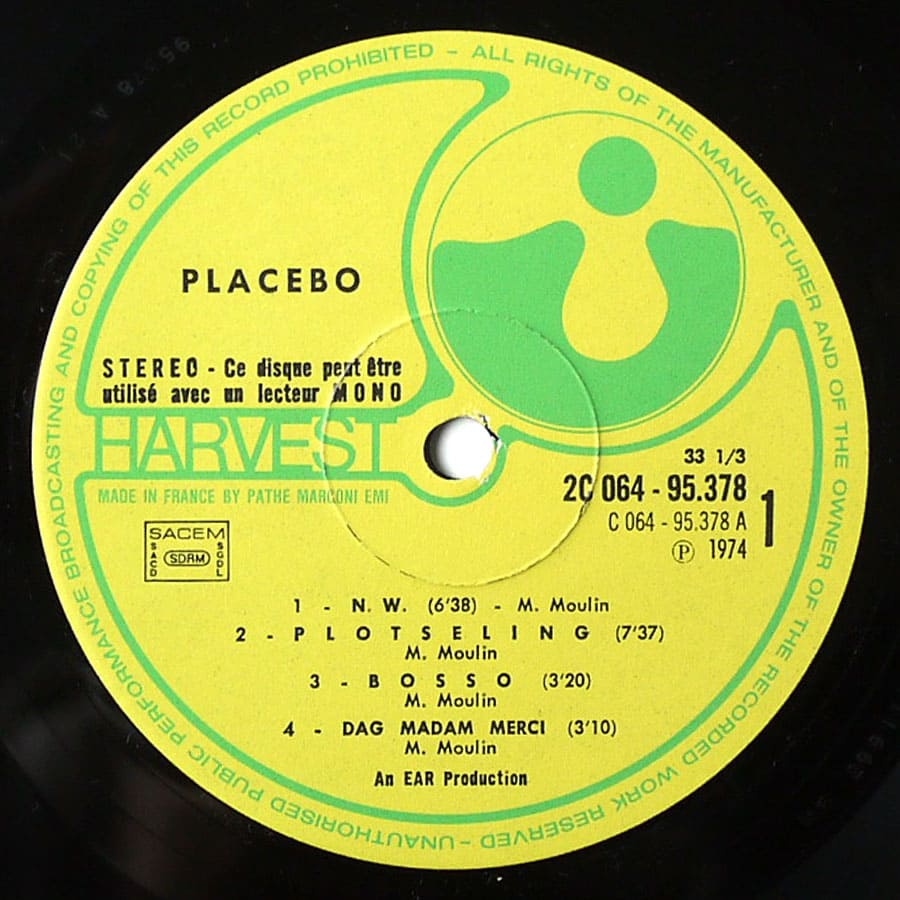 PERFORMANCE BROADCASTING AND COPYING OF THIS RECORD PROHIBITED - ALL RIGHTS OF THE MANUFACTURER AND OF THE OWNER OF THE RECORDED WORK RESERVED - UNAUTHORISED PUBLIC
PLACEBO
STEREO - Ce disque peut être
utilisé avec un lecteur MONO
HARVEST
MADE IN FRANCE BY PATHE MARCONI EMI
33 1/3
2C 064 - 95.378
C 064 - 95.378 A
1
Ⓟ 1974
SACEM
SACD
SDRM
SGDL
1 - N. W. (6'38) - M. Moulin
2 - PLOTSELING (7'37)
M. Moulin
3 - BOSSO (3'20)
M. Moulin
4 - DAG MADAM MERCI (3'10)
M. Moulin
An EAR Production